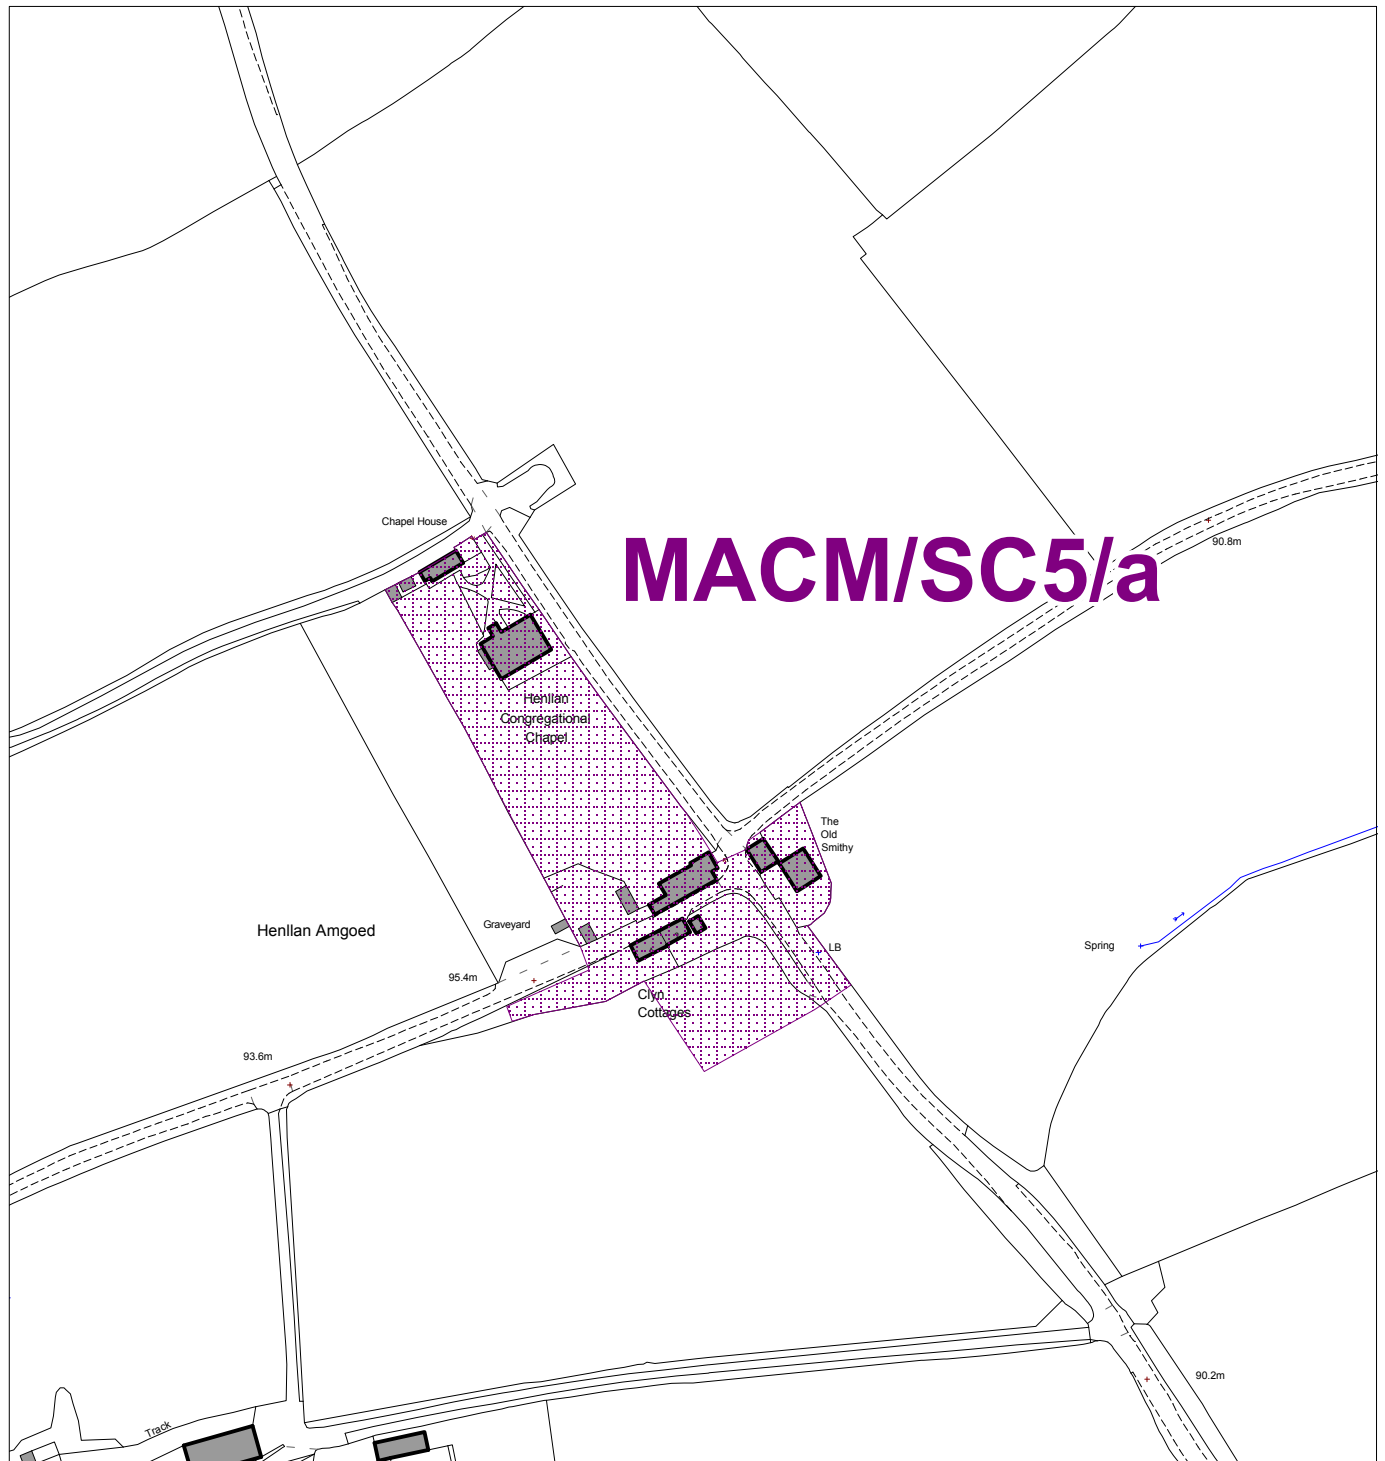 Chapel House
MACM/SC5/a
90.8m
Henllan
Congregational
Chapel
The
Old
Smithy
Graveyard
Henllan Amgoed
LB
Spring
95.4m
Clyn
Cottages
93.6m
90.2m
Track